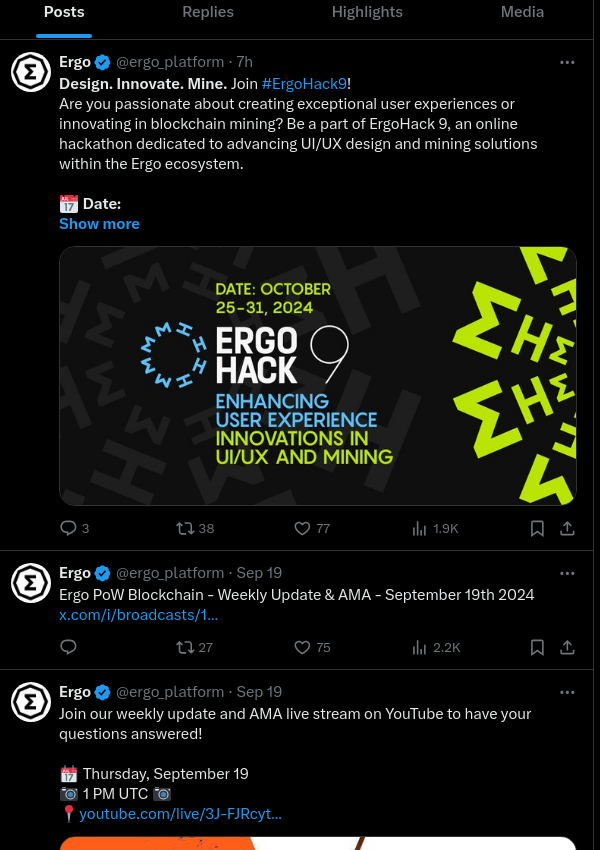 Posts Replies Highlights Media
Ergo @ergo_platform · 7h
Design. Innovate. Mine. Join #ErgoHack9!
Are you passionate about creating exceptional user experiences or
innovating in blockchain mining? Be a part of ErgoHack 9, an online
hackathon dedicated to advancing UI/UX design and mining solutions
within the Ergo ecosystem.
📅 Date:
Show more
DATE: OCTOBER
25-31, 2024
ERGO
HACK 9
ENHANCING
USER EXPERIENCE
INNOVATIONS IN
UI/UX AND MINING
3 38 77 1.9K
Ergo @ergo_platform · Sep 19
Ergo PoW Blockchain - Weekly Update & AMA - September 19th 2024
x.com/i/broadcasts/1…
27 75 2.2K
Ergo @ergo_platform · Sep 19
Join our weekly update and AMA live stream on YouTube to have your
questions answered!
📅 Thursday, September 19
📷 1 PM UTC 📷
📍 youtube.com/live/3J-FJRcyt…